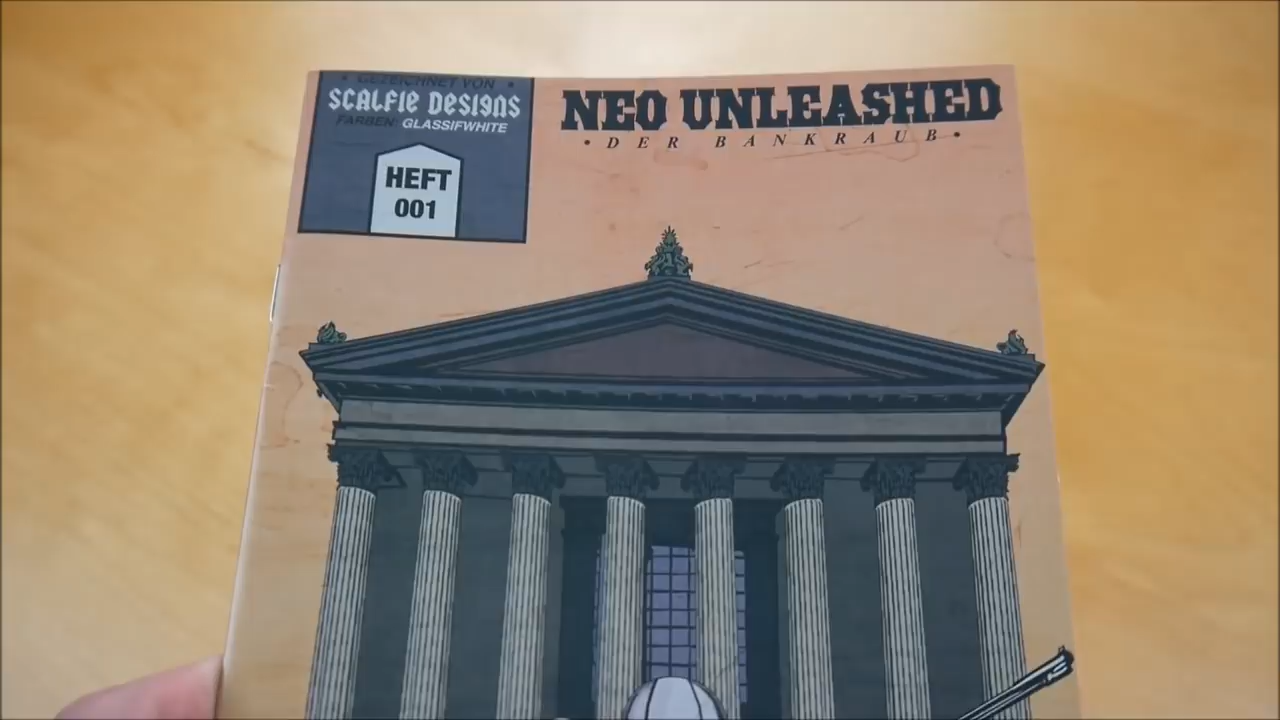 • GEZEICHNET VON •
SCALFIE DESIGNS
FARBEN GLASSIFWHITE
HEFT
001
NEO UNLEASHED
• DER BANKRAUB •